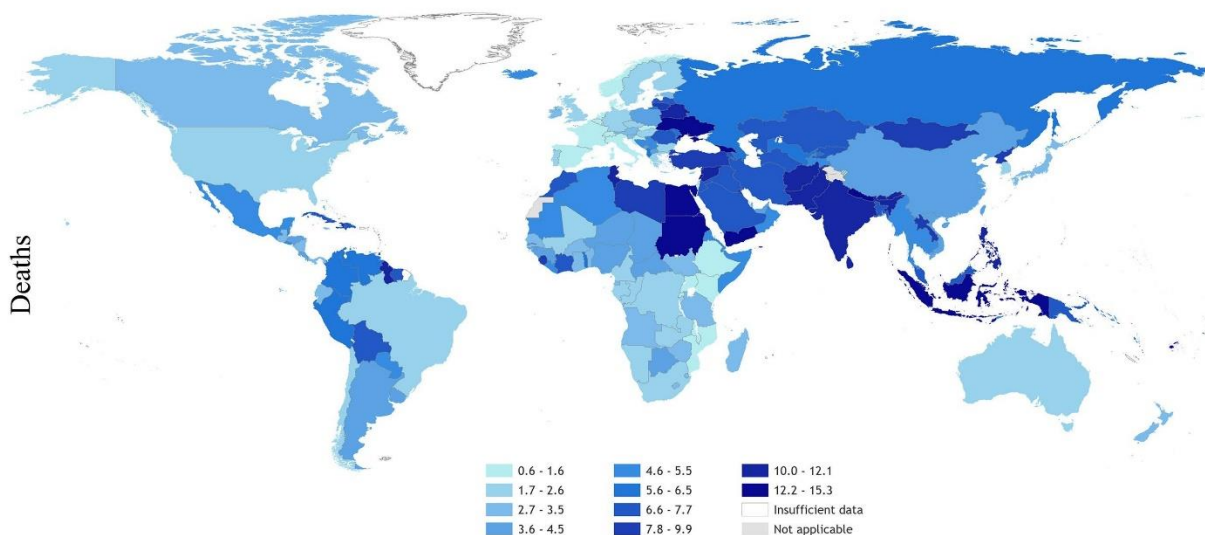 Deaths
0.6 - 1.6
1.7 - 2.6
2.7 - 3.5
3.6 - 4.5
4.6 - 5.5
5.6 - 6.5
6.6 - 7.7
7.8 - 9.9
10.0 - 12.1
12.2 - 15.3
Insufficient data
Not applicable